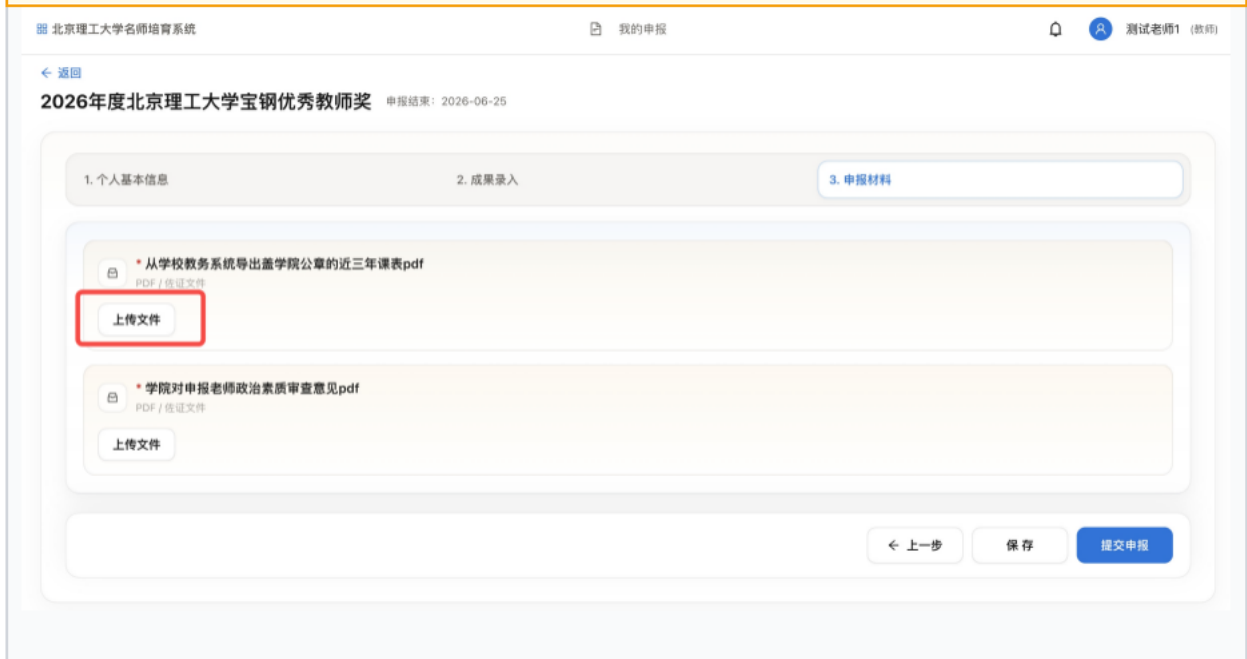 北京理工大学名师培育系统
我的申报
测试老师1 (教师)
← 返回
2026年度北京理工大学宝钢优秀教师奖 申报结束：2026-06-25
1. 个人基本信息
2. 成果录入
3. 申报材料
* 从学校教务系统导出盖学院公章的近三年课表pdf
PDF / 佐证文件
上传文件
* 学院对申报老师政治素质审查意见pdf
PDF / 佐证文件
上传文件
← 上一步
保 存
提交申报